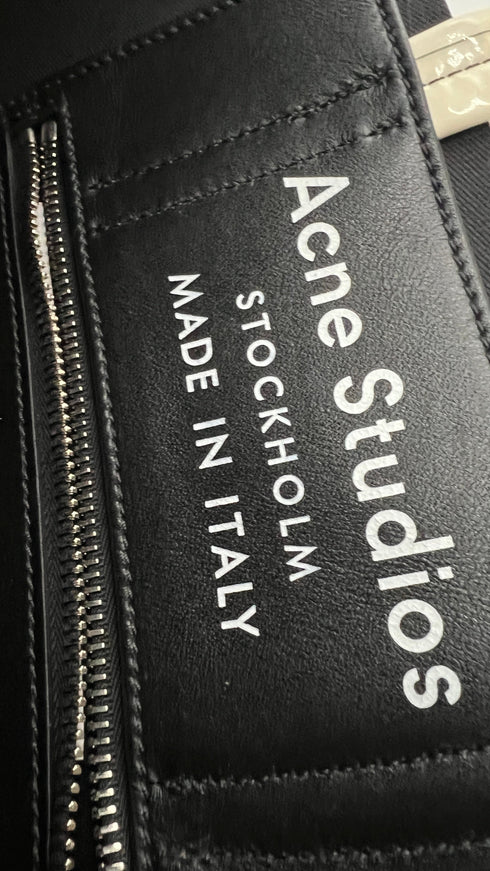 Acne Studios
STOCKHOLM
MADE IN ITALY